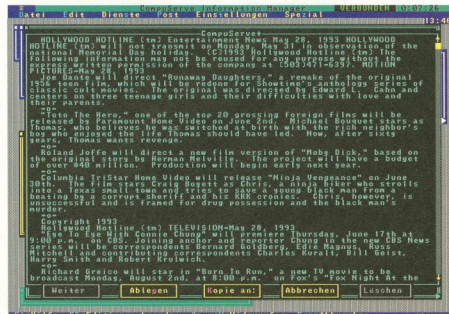 CompuServe Information Manager VERBUNDEN 0:07:26
Datei Edit Dienste Post Einstellungen Spezial
13:46
CompuServe
HOLLYWOOD HOTLINE (tm) Entertainment News May 28, 1993 HOLLYWOOD
HOTLINE (tm) will not transmit on Monday, May 31 in observation of the
national Memorial Day holiday. C.C)1993 Hollywood Hotline (tm) The
following information may not be reused for any purpose without the
express written permission of the company at (503)471-6397. MOTION
PICTURES-May 28, 1993
Joe Dante will direct "Runaway Daughters," a remake of the original
1956 drama film, which will be redone for Showtime's anthology series of
classic cult movies. The original was directed by Edward L. Cahn and
centers on three teenage girls and their difficulties with love and
their parents.
-o-
"Toto The Hero," one of the top 20 grossing foreign films will be
released by Paramount Home Video on June 2nd. Michael Bouquet stars as
Thomas, who believes he was switched at birth with the rich neighbor's
boy who enjoyed the life Thomas should have led. Now, after sixty
years, Thomas wants revenge.
-o-
Roland Joffe will direct a new film version of "Moby Dick," based on
the original story by Herman Melville. The project will have a budget
of over $40 million. Production will begin early next year.
-o-
Columbia TriStar Home Video will release "Ninja Vengeance" on June
30th. The film stars Craig Bogett as Chris, a ninja biker who strolls
into a Texas small town and tries to save a young black man from a
beating by a corrupt sheriff and his KKK cronies. Chris, however, is
unsuccessful and is framed for drug possession and the black man's
murder.
-o-
Copyright 1993
Hollywood Hotline (tm) TELEVISION-May 28, 1993
"Eye To Eye With Connie Chung" will premiere Thursday, June 17th at
9:00 p.m. on CBS. Joining anchor and reporter Chung in the new CBS News
series will be correspondents Bernard Goldberg, Edie Magnus, Russ
Mitchell and contributing correspondents Charles Kuralt, Bill Geist,
Harry Smith and Robert Krulwich.
-o-
Richard Grieco will star in "Born To Run," a new TV movie to be
broadcast Monday, August 2nd, at 8:00 p.m. on Fox's "Fox Night At the
Weiter Ablegen Kopie an: Abbrechen Löschen